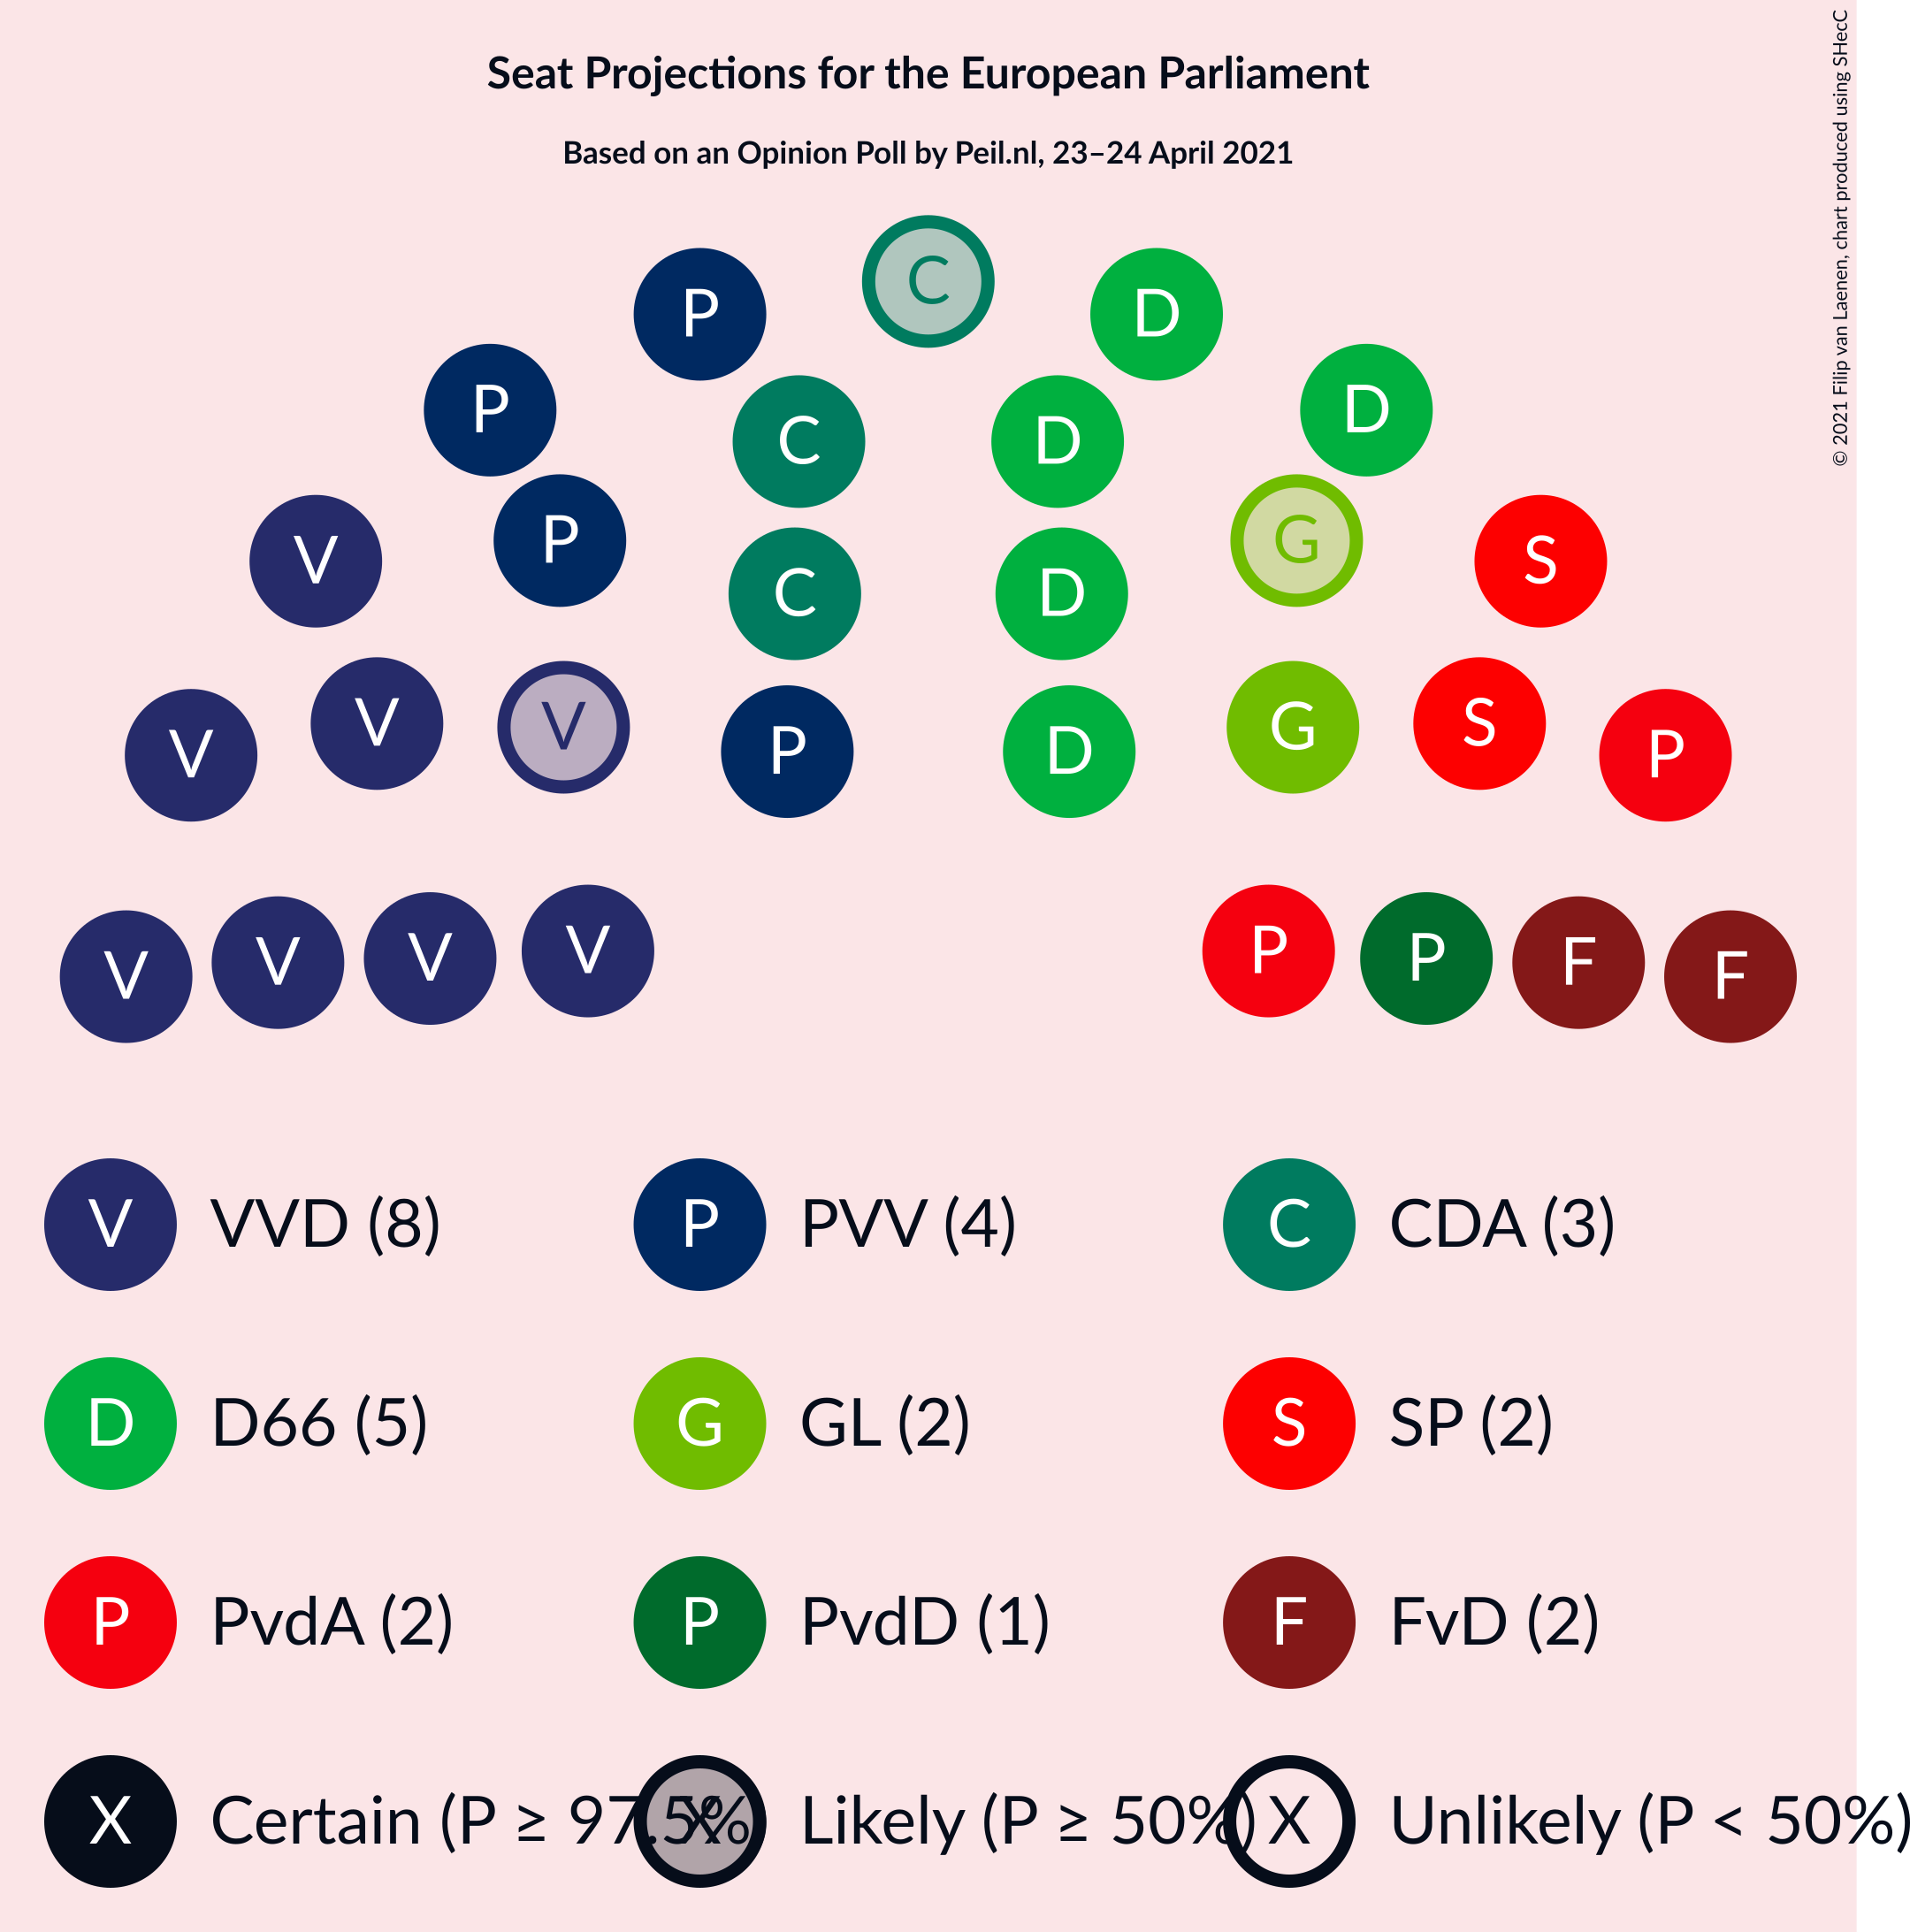 Seat Projections for the European Parliament
Based on an Opinion Poll by Peil.nl, 23–24 April 2021
© 2021 Filip van Laenen, chart produced using SHecC
C
P D
P D
C D
P G
V S
C D
V S
V G
P D
V P
V P
V F
V P
V F
V VVD (8) P PVV (4) C CDA (3)
D D66 (5) G GL (2) S SP (2)
P PvdA (2) P PvdD (1) F FvD (2)
X Certain (P ≥ 97.5% X Likely (P ≥ 50%) X Unlikely (P < 50%)